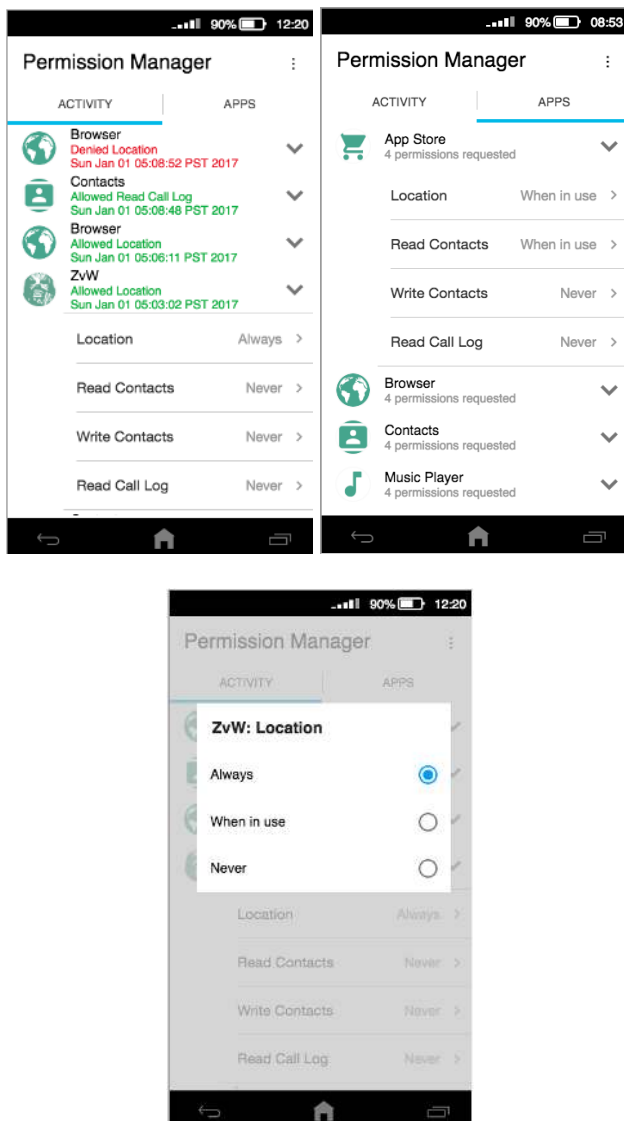 90% 12:20
Permission Manager
ACTIVITY APPS
Browser
Denied Location
Sun Jan 01 05:08:52 PST 2017
Contacts
Allowed Read Call Log
Sun Jan 01 05:08:48 PST 2017
Browser
Allowed Location
Sun Jan 01 05:06:11 PST 2017
ZvW
Allowed Location
Sun Jan 01 05:03:02 PST 2017
Location Always >
Read Contacts Never >
Write Contacts Never >
Read Call Log Never >
90% 08:53
Permission Manager
ACTIVITY APPS
App Store
4 permissions requested
Location When in use >
Read Contacts When in use >
Write Contacts Never >
Read Call Log Never >
Browser
4 permissions requested
Contacts
4 permissions requested
Music Player
4 permissions requested
90% 12:20
Permission Manager
ACTIVITY APPS
ZvW: Location
Always
When in use
Never
Location Always >
Read Contacts Never >
Write Contacts Never >
Read Call Log Never >